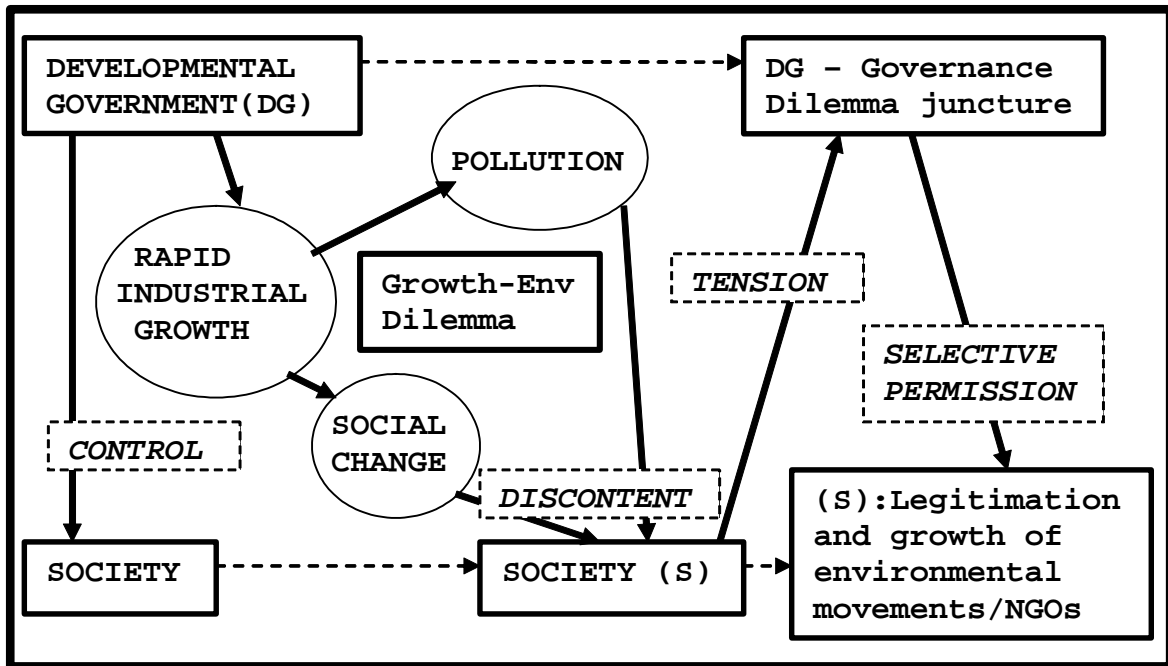 DEVELOPMENTAL
GOVERNMENT(DG)
DG – Governance
Dilemma juncture
POLLUTION
RAPID
INDUSTRIAL
GROWTH
Growth-Env
Dilemma
TENSION
SELECTIVE
PERMISSION
SOCIAL
CHANGE
CONTROL
DISCONTENT
SOCIETY
SOCIETY (S)
(S):Legitimation
and growth of
environmental
movements/NGOs